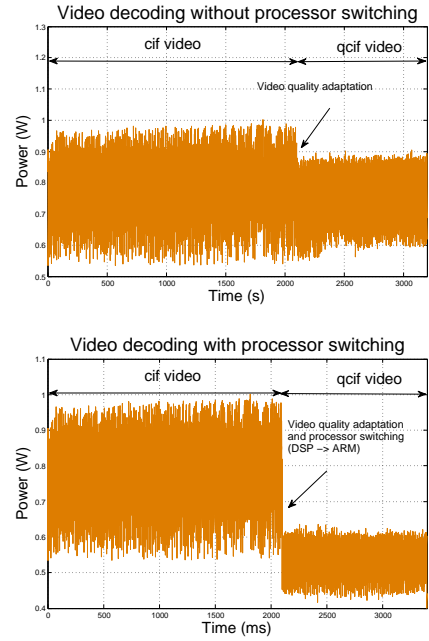 Video decoding without processor switching
1.3
1.2
1.1
1
0.9
0.8
0.7
0.6
0.5
Power (W)
cif video
qcif video
Video quality adaptation
0
500
1000
1500
2000
2500
3000
Time (s)
Video decoding with processor switching
1.1
1
0.9
0.8
0.7
0.6
0.5
0.4
Power (W)
cif video
qcif video
Video quality adaptation
and processor switching
(DSP −> ARM)
0
500
1000
1500
2000
2500
3000
Time (ms)